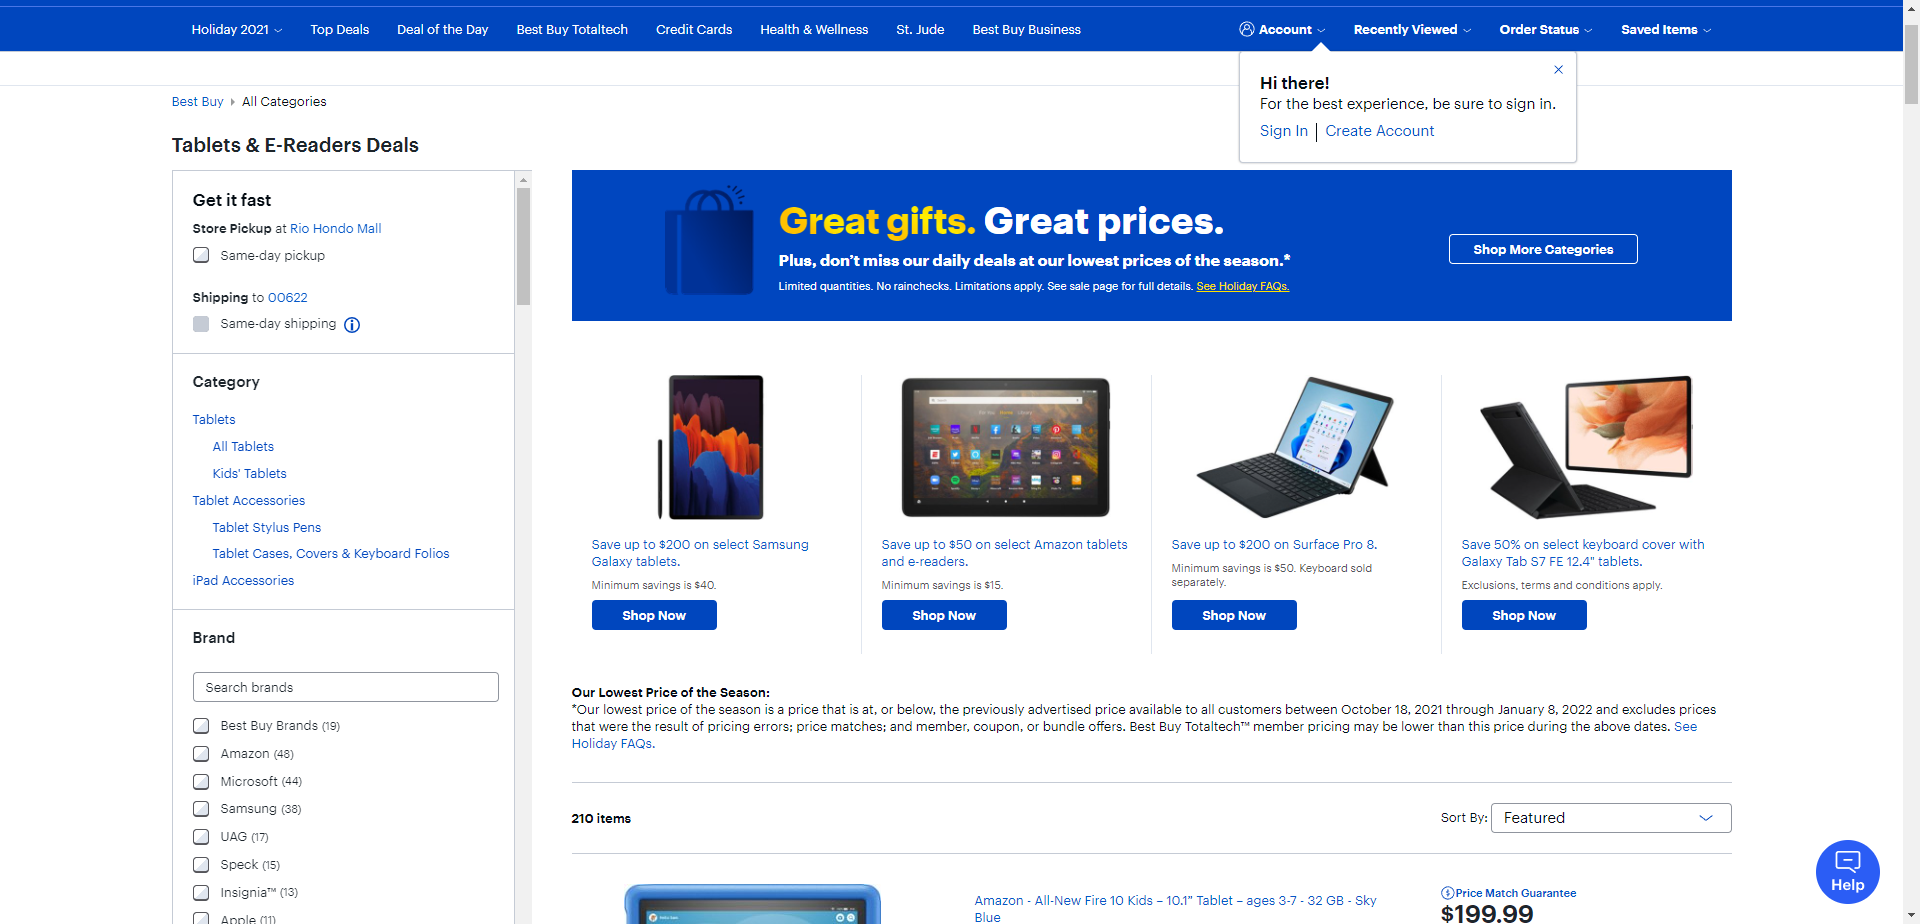 Holiday 2021
Top Deals
Deal of the Day
Best Buy Totaltech
Credit Cards
Health & Wellness
St. Jude
Best Buy Business
Account
Recently Viewed
Order Status
Saved Items
Hi there!
For the best experience, be sure to sign in.
Sign In
Create Account
Best Buy
All Categories
Tablets & E-Readers Deals
Get it fast
Store Pickup at Rio Hondo Mall
Same-day pickup
Shipping to 00622
Same-day shipping
Category
Tablets
All Tablets
Kids' Tablets
Tablet Accessories
Tablet Stylus Pens
Tablet Cases, Covers & Keyboard Folios
iPad Accessories
Brand
Search brands
Best Buy Brands (19)
Amazon (48)
Microsoft (44)
Samsung (38)
UAG (17)
Speck (15)
Insignia™ (13)
Apple (11)
Great gifts. Great prices.
Plus, don't miss our daily deals at our lowest prices of the season.*
Limited quantities. No rainchecks. Limitations apply. See sale page for full details. See Holiday FAQs.
Shop More Categories
Save up to $200 on select Samsung
Galaxy tablets.
Minimum savings is $40.
Shop Now
Save up to $50 on select Amazon tablets
and e-readers.
Minimum savings is $15.
Shop Now
Save up to $200 on Surface Pro 8.
Minimum savings is $50. Keyboard sold
separately.
Shop Now
Save 50% on select keyboard cover with
Galaxy Tab S7 FE 12.4" tablets.
Exclusions, terms and conditions apply.
Shop Now
Our Lowest Price of the Season:
*Our lowest price of the season is a price that is at, or below, the previously advertised price available to all customers between October 18, 2021 through January 8, 2022 and excludes prices
that were the result of pricing errors; price matches; and member, coupon, or bundle offers. Best Buy Totaltech™ member pricing may be lower than this price during the above dates. See
Holiday FAQs.
210 items
Sort By:
Featured
Amazon - All-New Fire 10 Kids – 10.1" Tablet – ages 3-7 - 32 GB - Sky
Blue
Price Match Guarantee
$199.99
Help